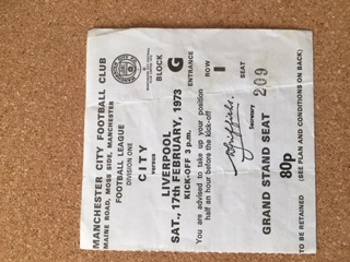 MANCHESTER CITY FOOTBALL CLUB
MAINE ROAD, MOSS SIDE, MANCHESTER
FOOTBALL LEAGUE
DIVISION ONE
CITY
versus
LIVERPOOL
SAT., 17th FEBRUARY, 1973
KICK-OFF 3 p.m.
You are advised to take up your position
half an hour before the kick-off
Secretary
GRAND STAND SEAT
80p
TO BE RETAINED (SEE PLAN AND CONDITIONS ON BACK)
BLOCK
G
ENTRANCE
ROW
I
SEAT
209